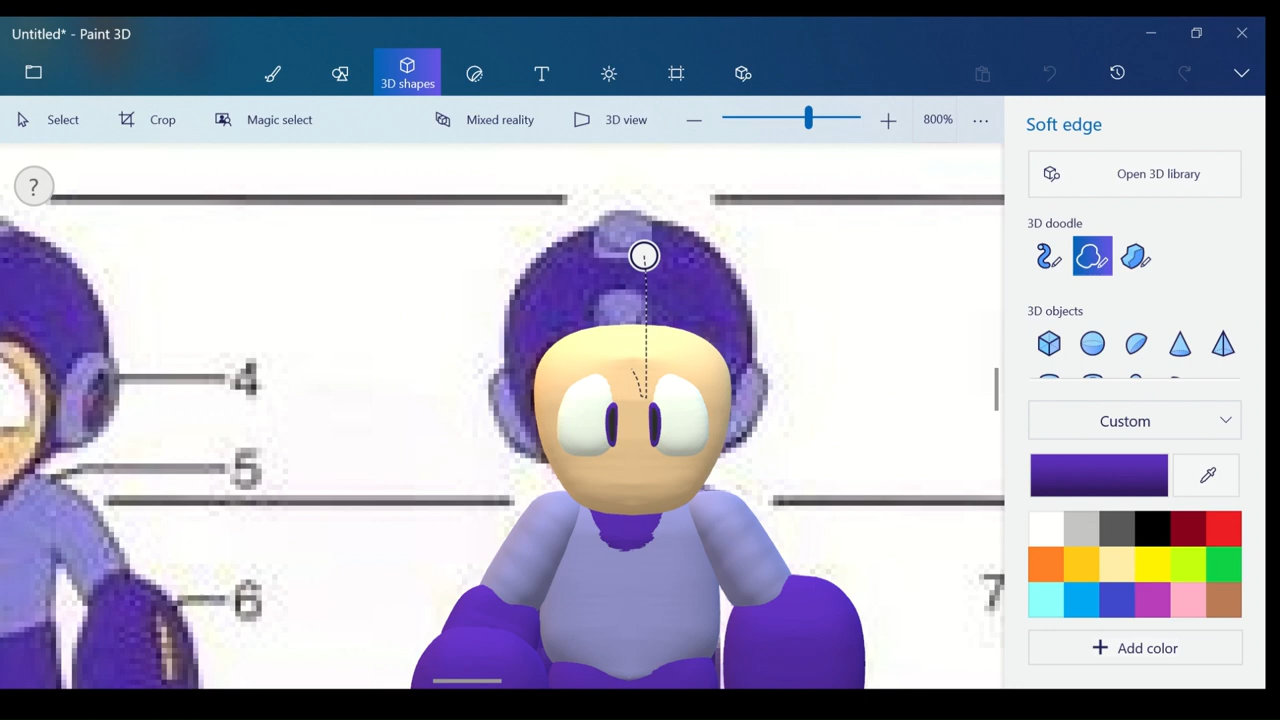 Untitled* - Paint 3D
3D shapes
Select
Crop
Magic select
Mixed reality
3D view
800%
?
Soft edge
Open 3D library
3D doodle
3D objects
Custom
Add color
4
5
6
7